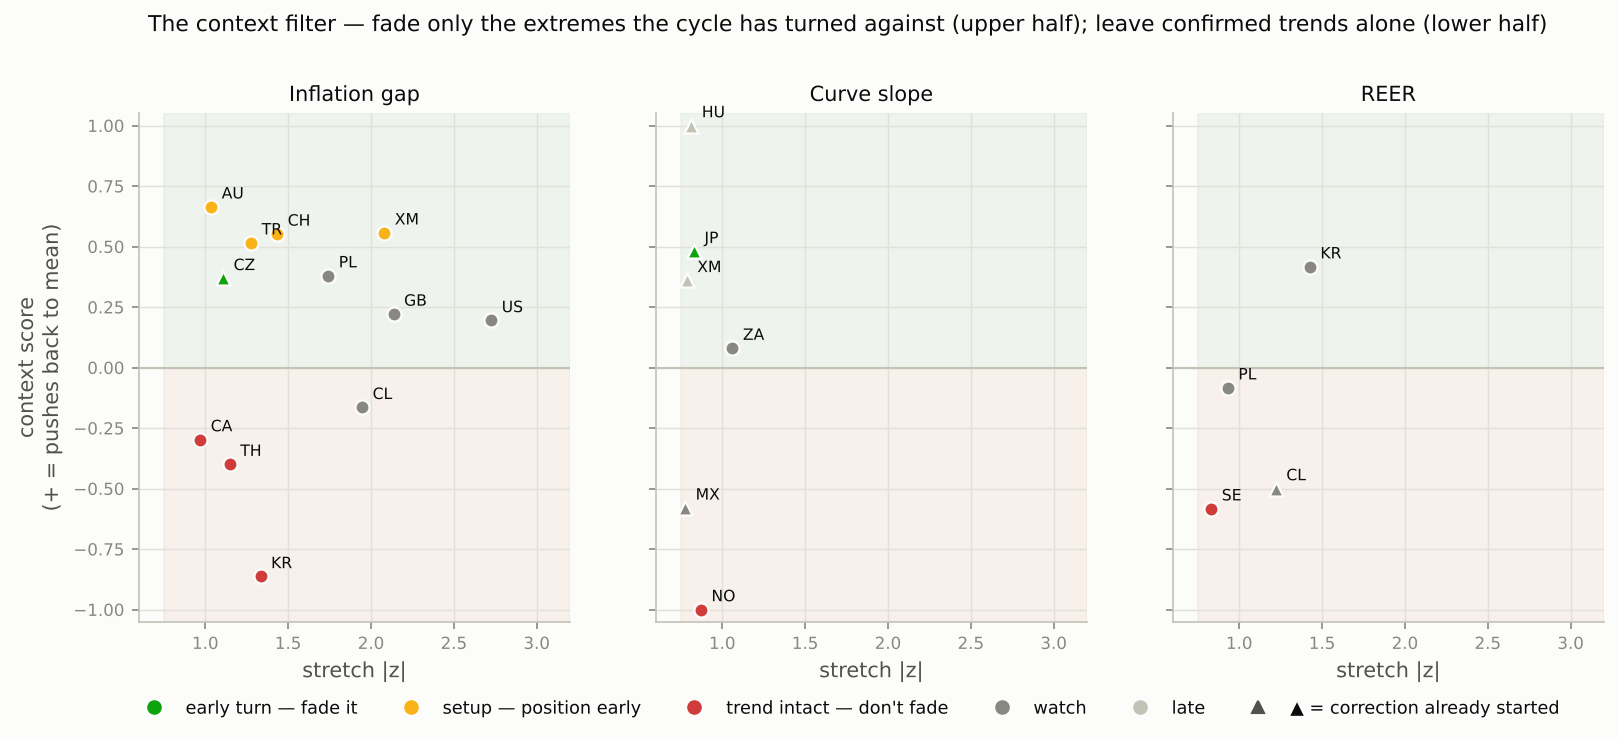 The context filter — fade only the extremes the cycle has turned against (upper half); leave confirmed trends alone (lower half)
Inflation gap
Curve slope
REER
context score
(+ = pushes back to mean)
1.00
0.75
0.50
0.25
0.00
−0.25
−0.50
−0.75
−1.00
AU
TR
CH
XM
CZ
PL
GB
US
CL
CA
TH
KR
1.0
1.5
2.0
2.5
3.0
stretch |z|
HU
JP
XM
ZA
MX
NO
1.0
1.5
2.0
2.5
3.0
stretch |z|
KR
PL
CL
SE
1.0
1.5
2.0
2.5
3.0
stretch |z|
early turn — fade it
setup — position early
trend intact — don't fade
watch
late
▲ = correction already started